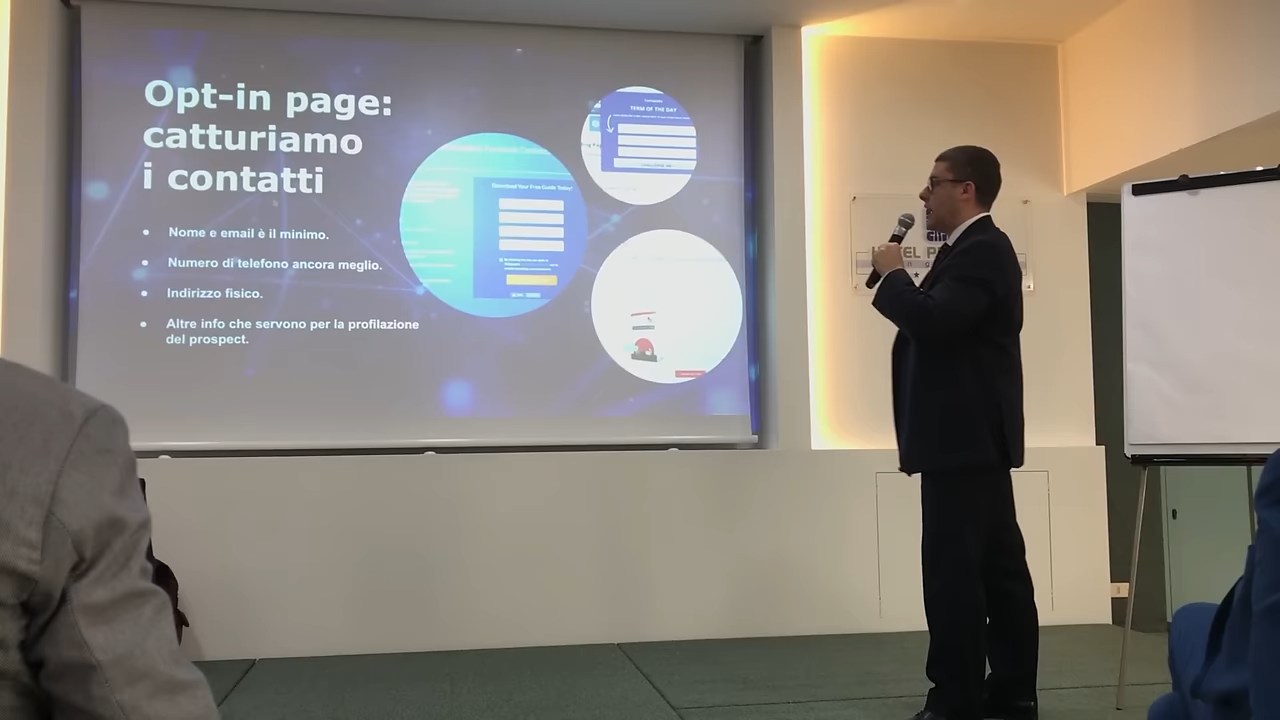 Opt-in page:
catturiamo
i contatti
• Nome e email è il minimo.
• Numero di telefono ancora meglio.
• Indirizzo fisico.
• Altre info che servono per la profilazione
del prospect.
Download Your Free Guide Today!
TERM OF THE DAY